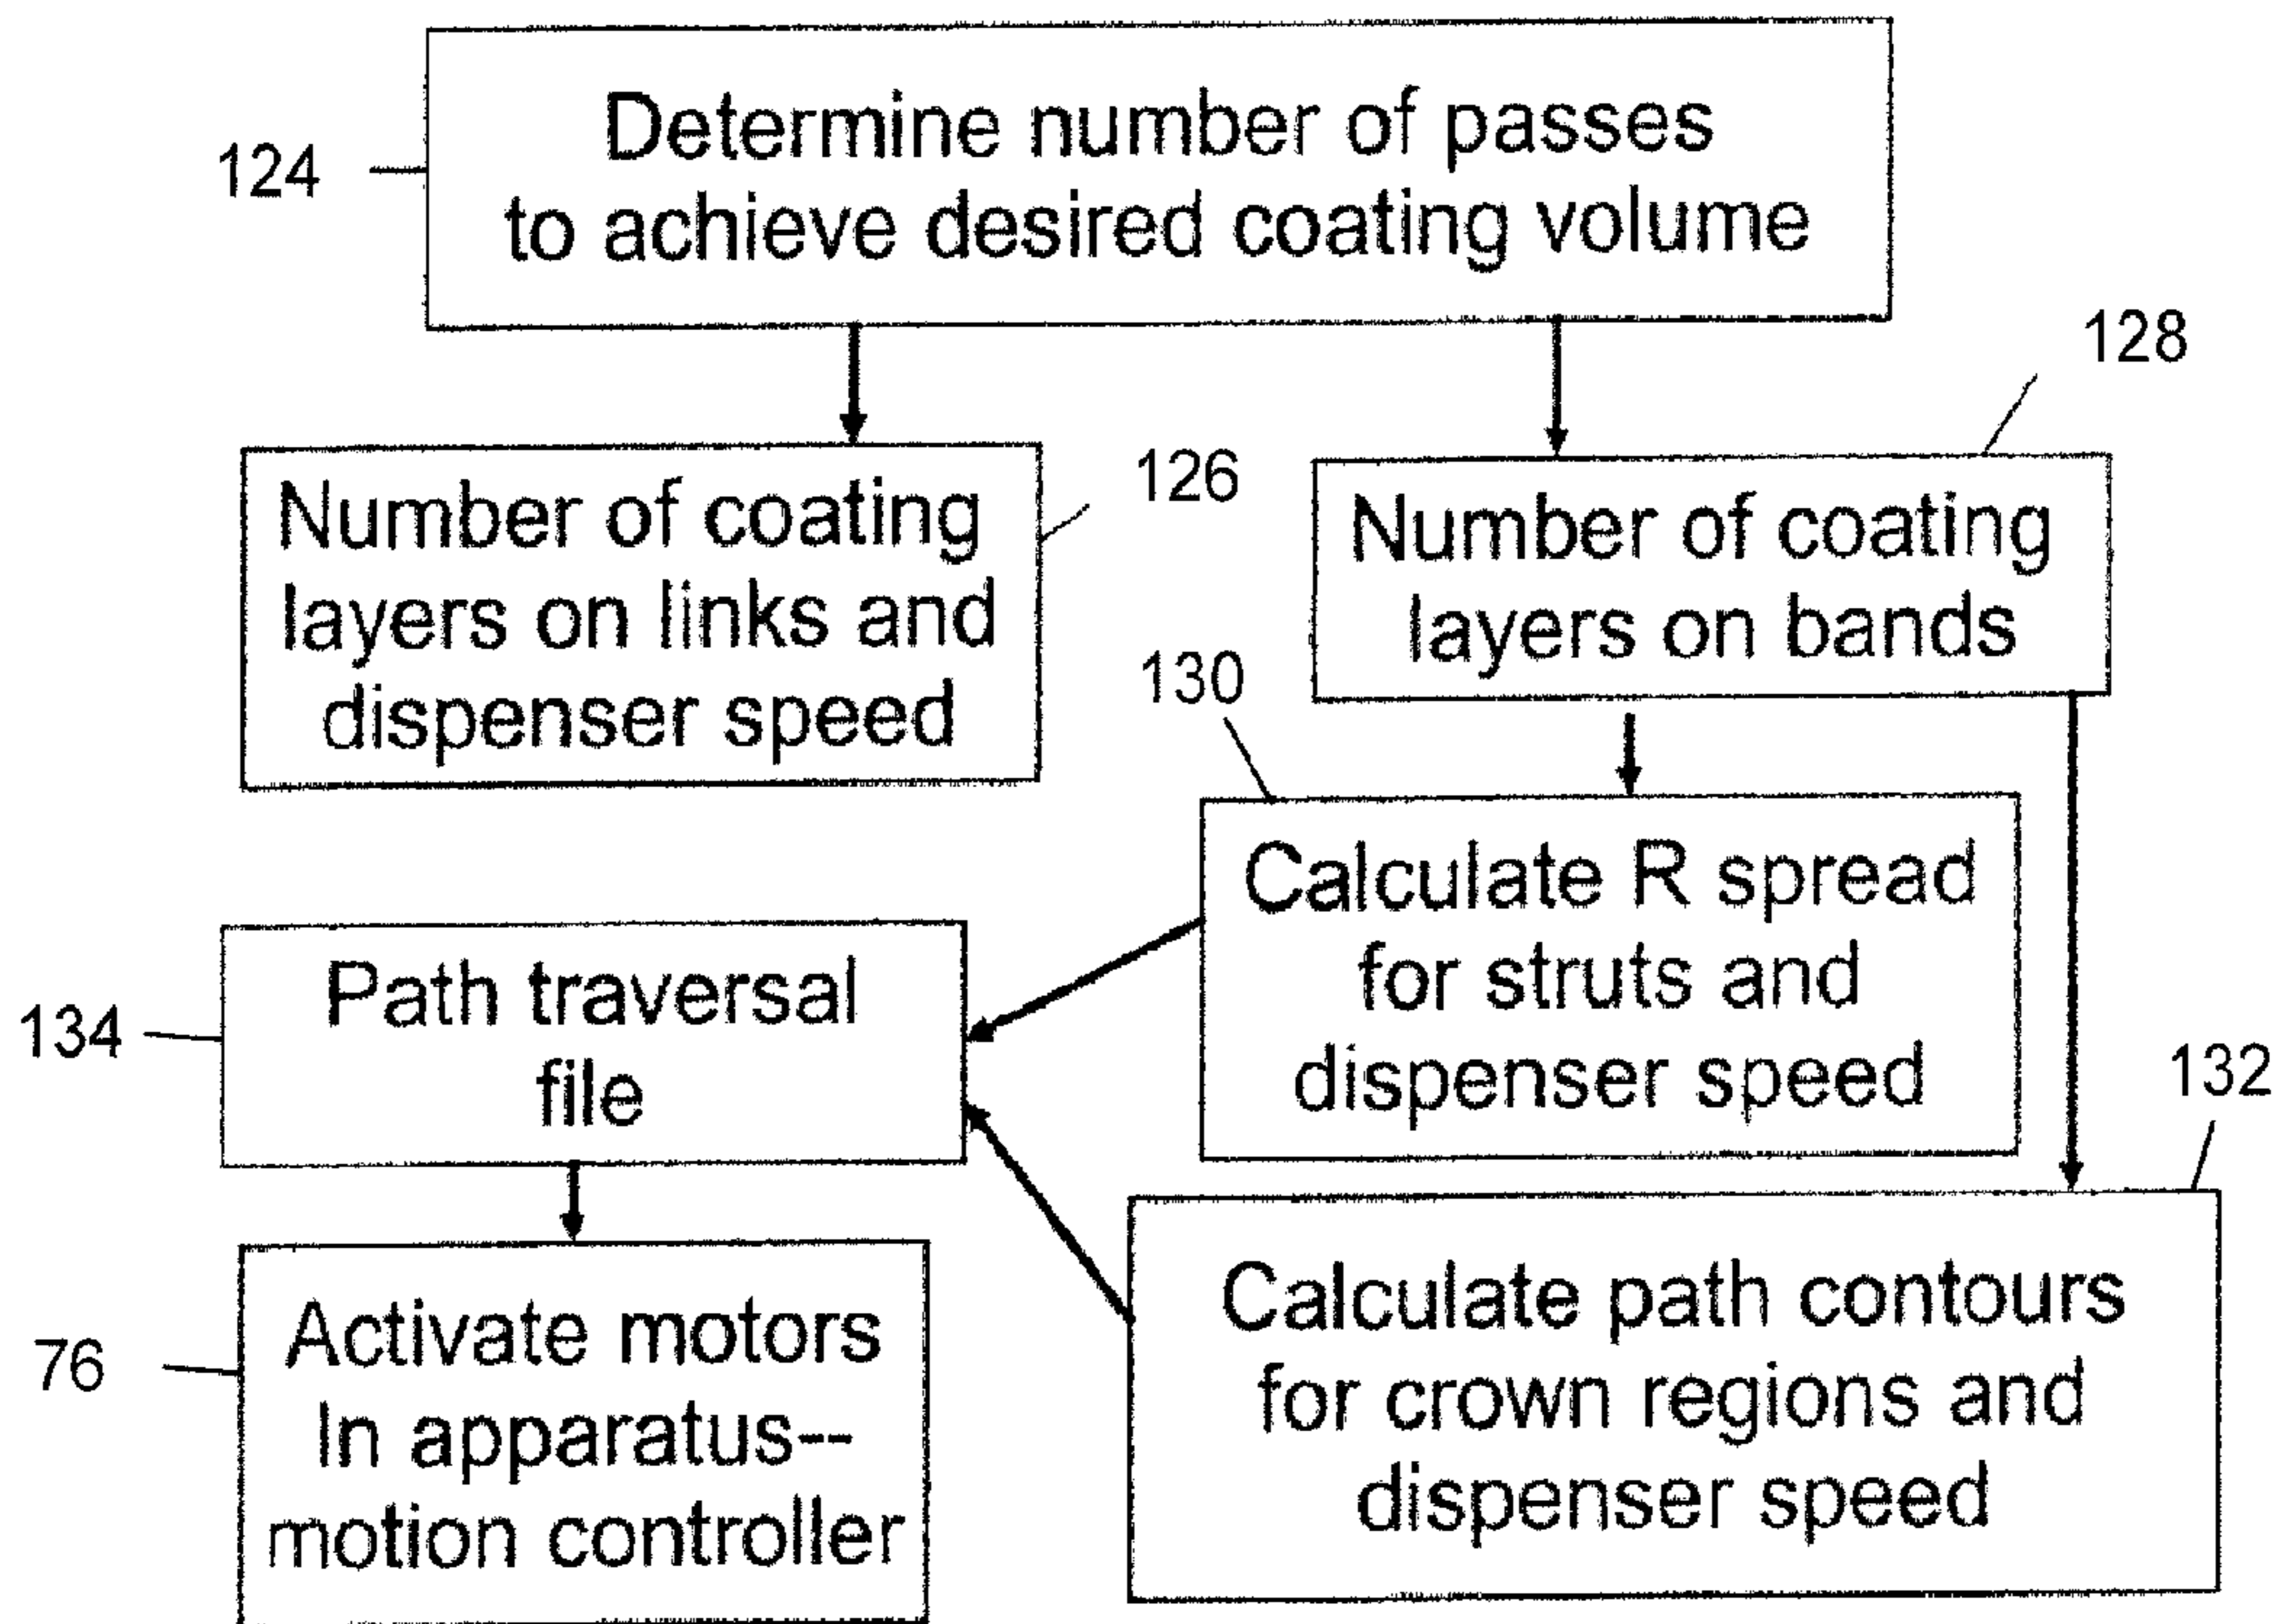 Determine number of passes
to achieve desired coating volume
124
128
Number of coating
layers on links and
dispenser speed
126
Number of coating
layers on bands
130
Calculate R spread
for struts and
dispenser speed
Path traversal
file
134
132
Calculate path contours
for crown regions and
dispenser speed
Activate motors
In apparatus--
motion controller
76